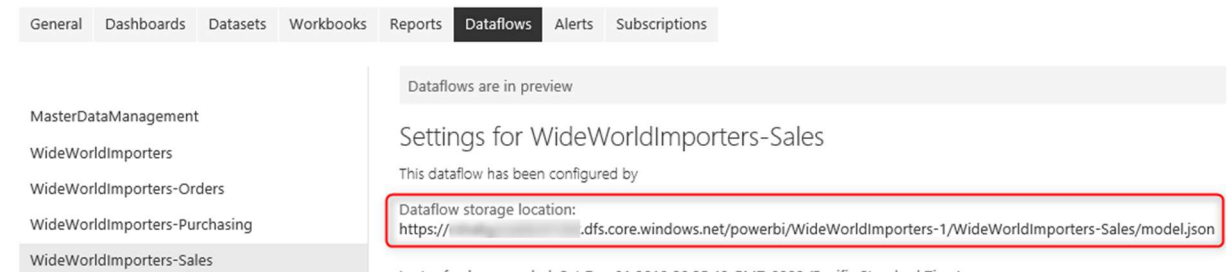 General Dashboards Datasets Workbooks Reports Dataflows Alerts Subscriptions
Dataflows are in preview
MasterDataManagement
WideWorldImporters
WideWorldImporters-Orders
WideWorldImporters-Purchasing
WideWorldImporters-Sales
Settings for WideWorldImporters-Sales
This dataflow has been configured by
Dataflow storage location:
https:// .dfs.core.windows.net/powerbi/WideWorldImporters-1/WideWorldImporters-Sales/model.json